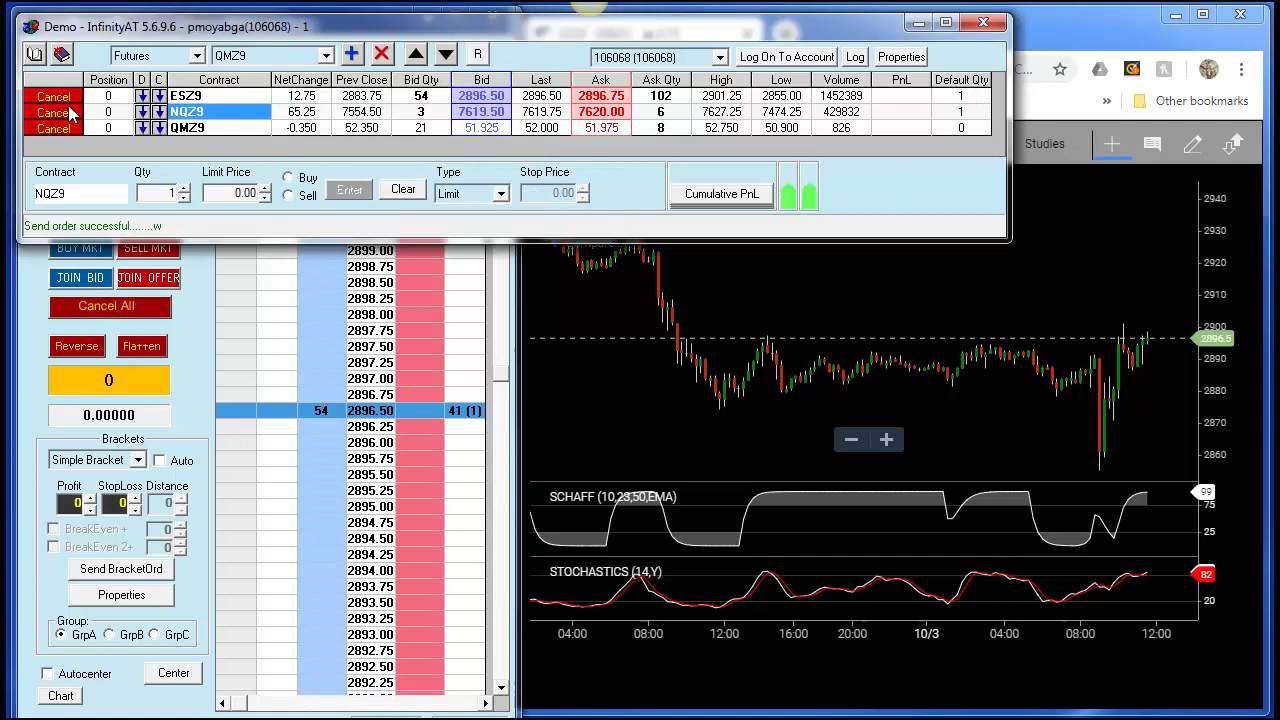 Demo - InfinityAT 5.6.9.6 - pmoyabga(106068) - 1
Futures QMZ9 R 106068 (106068) Log On To Account Log Properties
Position D C Contract NetChange Prev Close Bid Qty Bid Last Ask Ask Qty High Low Volume PnL Default Qty
Cancel 0 ESZ9 12.75 2883.75 54 2896.50 2896.50 2896.75 102 2901.25 2855.00 1452389 1
Cancel 0 NQZ9 65.25 7554.50 3 7619.50 7619.75 7620.00 6 7627.25 7474.25 429832 1
Cancel 0 QMZ9 -0.350 52.350 21 51.925 52.000 51.975 8 52.750 50.900 826 0
Contract Qty Limit Price Buy Type Stop Price
NQZ9 1 0.00 Sell Enter Clear Limit 0.00 Cumulative PnL
Send order successful.......w
C...
Other bookmarks
Studies
BUY MKT SELL MKT
JOIN BID JOIN OFFER
Cancel All
Reverse Flatten
0
0.00000
Brackets
Simple Bracket Auto
Profit StopLoss Distance
0 0 0
BreakEven + 0
BreakEven 2+ 0
Send BracketOrd
Properties
Group:
GrpA GrpB GrpC
Autocenter Center
Chart
2899.00
2898.75
2898.50
2898.25
2898.00
2897.75
2897.50
2897.25
2897.00
2896.75
54 2896.50 41 (1)
2896.25
2896.00
2895.75
2895.50
2895.25
2895.00
2894.75
2894.50
2894.25
2894.00
2893.75
2893.50
2893.25
2893.00
2892.75
2892.50
2892.25
2940
2930
2920
2910
2900
2896.5
2890
2880
2870
2860
SCHAFF (10,23,50,EMA)
99
75
25
STOCHASTICS (14,Y)
82
20
04:00 08:00 12:00 16:00 20:00 10/3 04:00 08:00 12:00